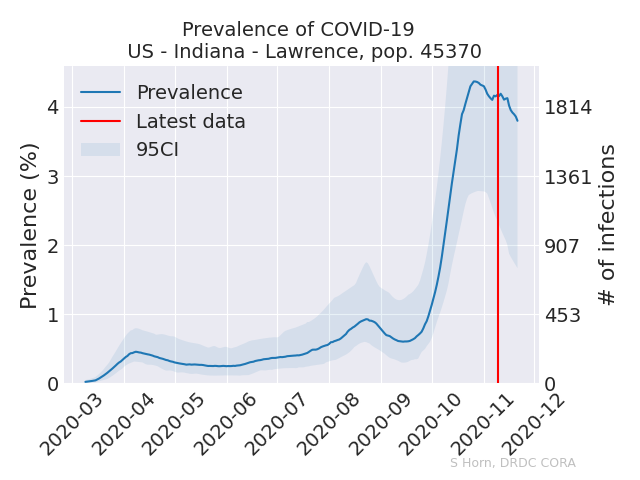 Prevalence of COVID-19
US - Indiana - Lawrence, pop. 45370
Prevalence
Latest data
95CI
Prevalence (%)
4
3
2
1
0
1814
1361
907
453
0
# of infections
2020-03
2020-04
2020-05
2020-06
2020-07
2020-08
2020-09
2020-10
2020-11
2020-12
S Horn, DRDC CORA